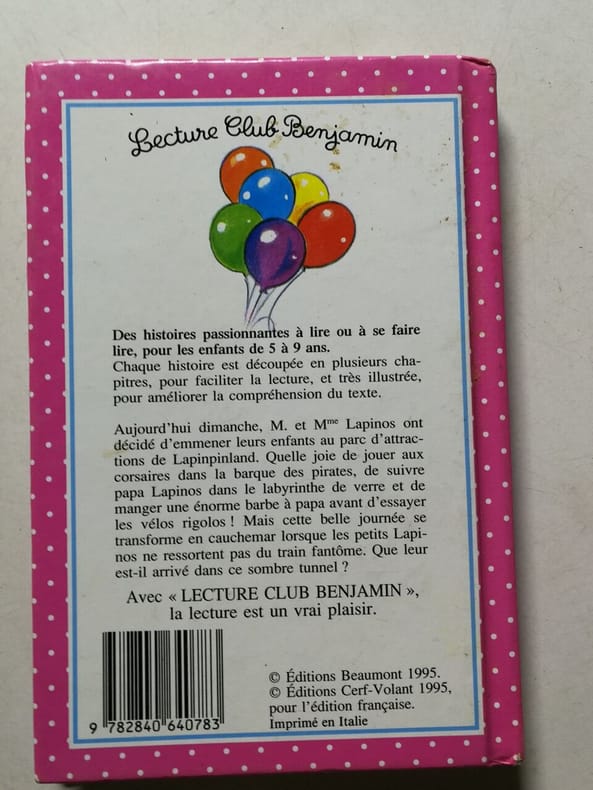 Lecture Club Benjamin
Des histoires passionnantes à lire ou à se faire
lire, pour les enfants de 5 à 9 ans.
Chaque histoire est découpée en plusieurs cha-
pitres, pour faciliter la lecture, et très illustrée,
pour améliorer la compréhension du texte.
Aujourd'hui dimanche, M. et Mme Lapinos ont
décidé d'emmener leurs enfants au parc d'attrac-
tions de Lapinpinland. Quelle joie de jouer aux
corsaires dans la barque des pirates, de suivre
papa Lapinos dans le labyrinthe de verre et de
manger une énorme barbe à papa avant d'essayer
les vélos rigolos ! Mais cette belle journée se
transforme en cauchemar lorsque les petits Lapi-
nos ne ressortent pas du train fantôme. Que leur
est-il arrivé dans ce sombre tunnel ?
Avec « LECTURE CLUB BENJAMIN »,
la lecture est un vrai plaisir.
© Éditions Beaumont 1995.
© Éditions Cerf-Volant 1995,
pour l'édition française.
Imprimé en Italie
9 782840 640783